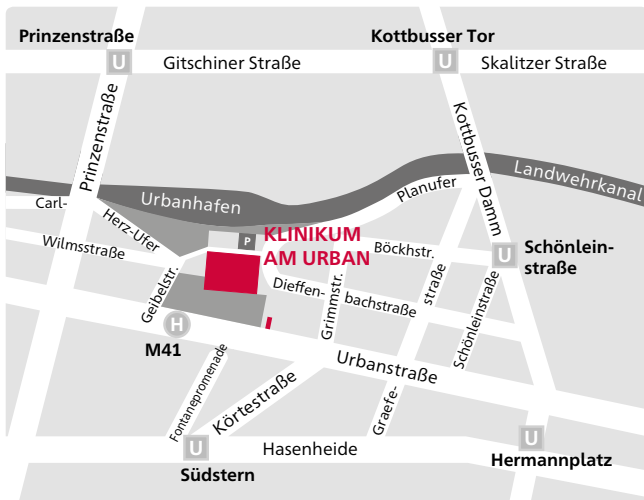 Prinzenstraße
Kottbusser Tor
U
Gitschiner Straße
U
Skalitzer Straße
Prinzenstraße
Kottbusser Damm
Landwehrkanal
Urbanhafen
Planufer
Carl-
Herz-Ufer
P
KLINIKUM
AM URBAN
Wilmsstraße
Böckhstr.
U
Schönlein-
straße
Geibelstr.
Dieffen-
bachstraße
Grimmstr.
straße
Schönleinstraße
H
M41
Urbanstraße
Fontanepromenade
Körtestraße
Graefe-
U
Südstern
Hasenheide
U
Hermannplatz